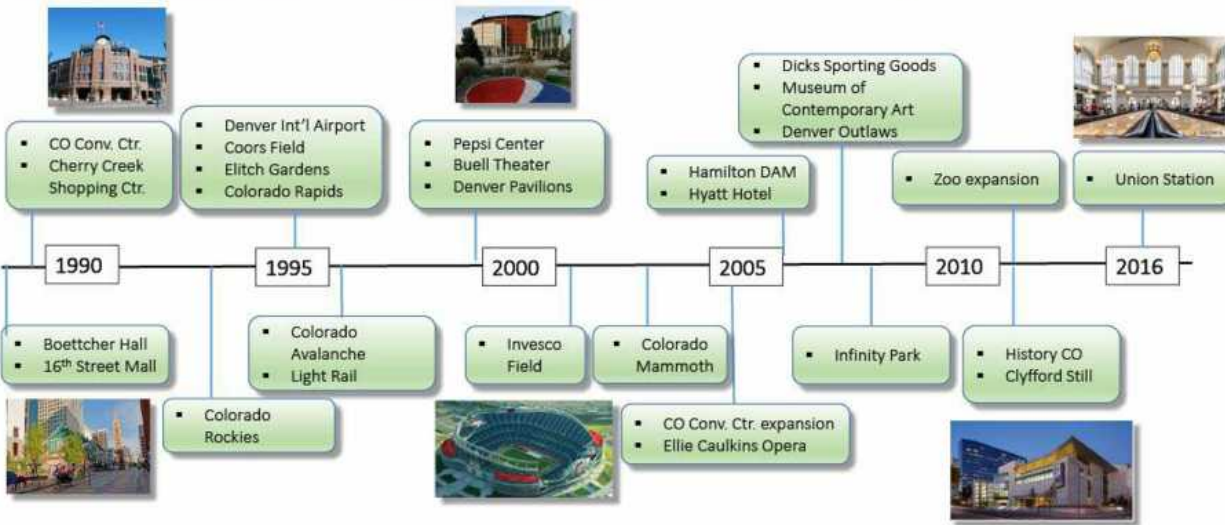 CO Conv. Ctr.
Cherry Creek
Shopping Ctr.
Denver Int'l Airport
Coors Field
Elitch Gardens
Colorado Rapids
Pepsi Center
Buell Theater
Denver Pavilions
Hamilton DAM
Hyatt Hotel
Dicks Sporting Goods
Museum of
Contemporary Art
Denver Outlaws
Zoo expansion
Union Station
1990
1995
2000
2005
2010
2016
Boettcher Hall
16th Street Mall
Colorado
Rockies
Colorado
Avalanche
Light Rail
Invesco
Field
Colorado
Mammoth
CO Conv. Ctr. expansion
Ellie Caulkins Opera
Infinity Park
History CO
Clyfford Still